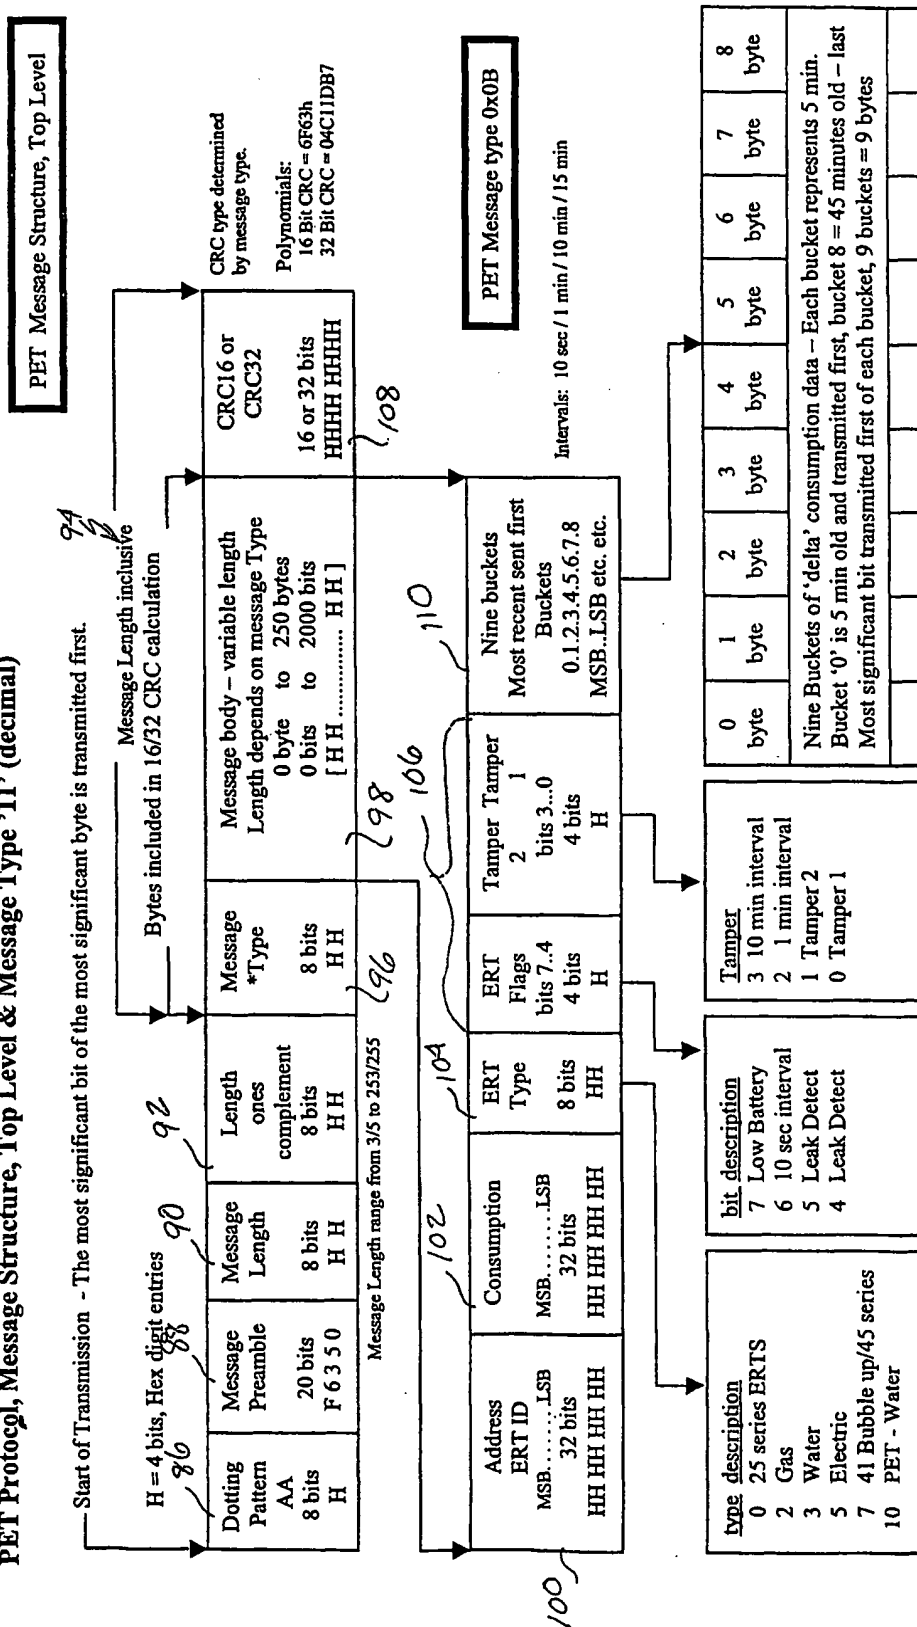 PET Protocol, Message Structure, Top Level & Message Type '11' (decimal)
PET Message Structure, Top Level
Start of Transmission - The most significant bit of the most significant byte is transmitted first.
94
Message Length inclusive
Bytes included in 16/32 CRC calculation
H = 4 bits, Hex digit entries
86
88
90
92
Dotting
Pattern
AA
8 bits
H
Message
Preamble
20 bits
F 6 3 5 0
Message
Length
8 bits
H H
Length
ones
complement
8 bits
H H
Message
*Type
8 bits
H H
Message body – variable length
Length depends on message Type
0 byte to 250 bytes
0 bits to 2000 bits
[ H H .............. H H ]
CRC16 or
CRC32
16 or 32 bits
HHHH HHHH
CRC type determined
by message type.
Polynomials:
16 Bit CRC = 6F63h
32 Bit CRC = 04C11DB7
Message Length range from 3/5 to 253/255
96
98
108
PET Message type 0x0B
Intervals: 10 sec / 1 min / 10 min / 15 min
100
102
104
106
110
Address
ERT ID
MSB........LSB
32 bits
HH HH HH HH
Consumption
MSB........LSB
32 bits
HH HH HH HH
ERT
Type
8 bits
HH
ERT
Flags
bits 7..4
4 bits
H
Tamper Tamper
2 1
bits 3...0
4 bits
H
Nine buckets
Most recent sent first
Buckets
0.1.2.3.4.5.6.7.8
MSB..LSB etc. etc.
type description
0 25 series ERTS
2 Gas
3 Water
5 Electric
7 41 Bubble up/45 series
10 PET - Water
bit description
7 Low Battery
6 10 sec interval
5 Leak Detect
4 Leak Detect
Tamper
3 10 min interval
2 1 min interval
1 Tamper 2
0 Tamper 1
0 1 2 3 4 5 6 7 8
byte byte byte byte byte byte byte byte byte
Nine Buckets of 'delta' consumption data – Each bucket represents 5 min.
Bucket '0' is 5 min old and transmitted first, bucket 8 = 45 minutes old – last
Most significant bit transmitted first of each bucket, 9 buckets = 9 bytes